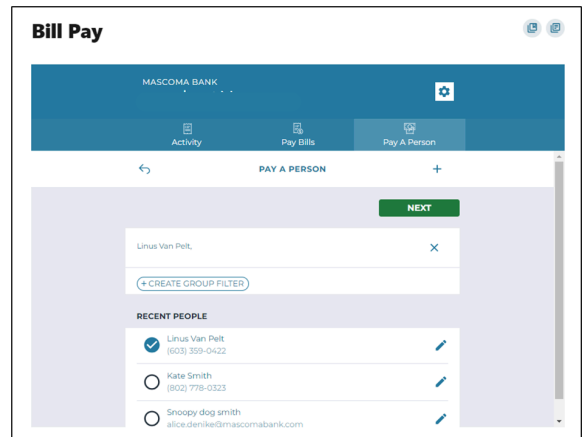 Bill Pay
MASCOMA BANK
Activity
Pay Bills
Pay A Person
PAY A PERSON
+
NEXT
Linus Van Pelt,
+ CREATE GROUP FILTER
RECENT PEOPLE
Linus Van Pelt
(603) 359-0422
Kate Smith
(802) 778-0323
Snoopy dog smith
alice.denike@mascomabank.com